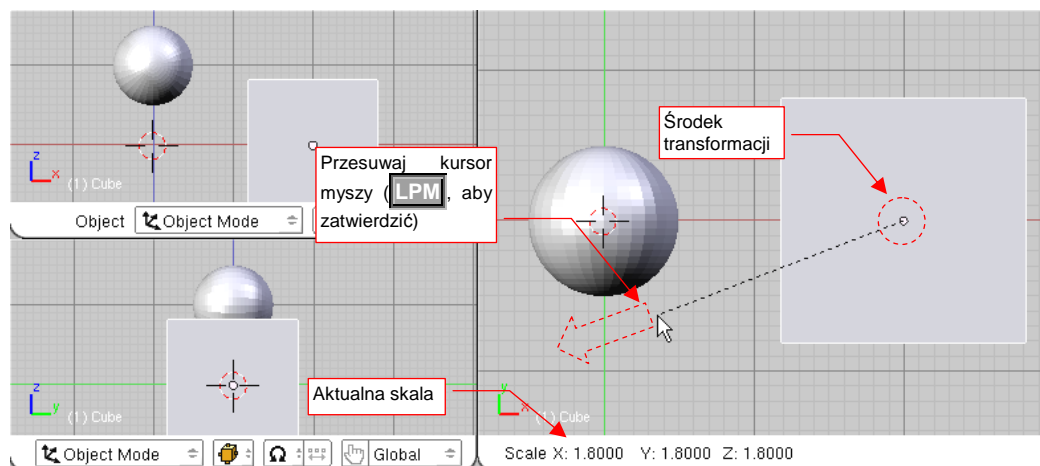 z
x
(1) Cube
Object
Object Mode
Przesuwaj kursor
myszy (LPM, aby
zatwierdzić)
Środek
transformacji
z
y
(1) Cube
Aktualna skala
y
x
(1) Cube
Object Mode
Global
Scale X: 1.8000 Y: 1.8000 Z: 1.8000